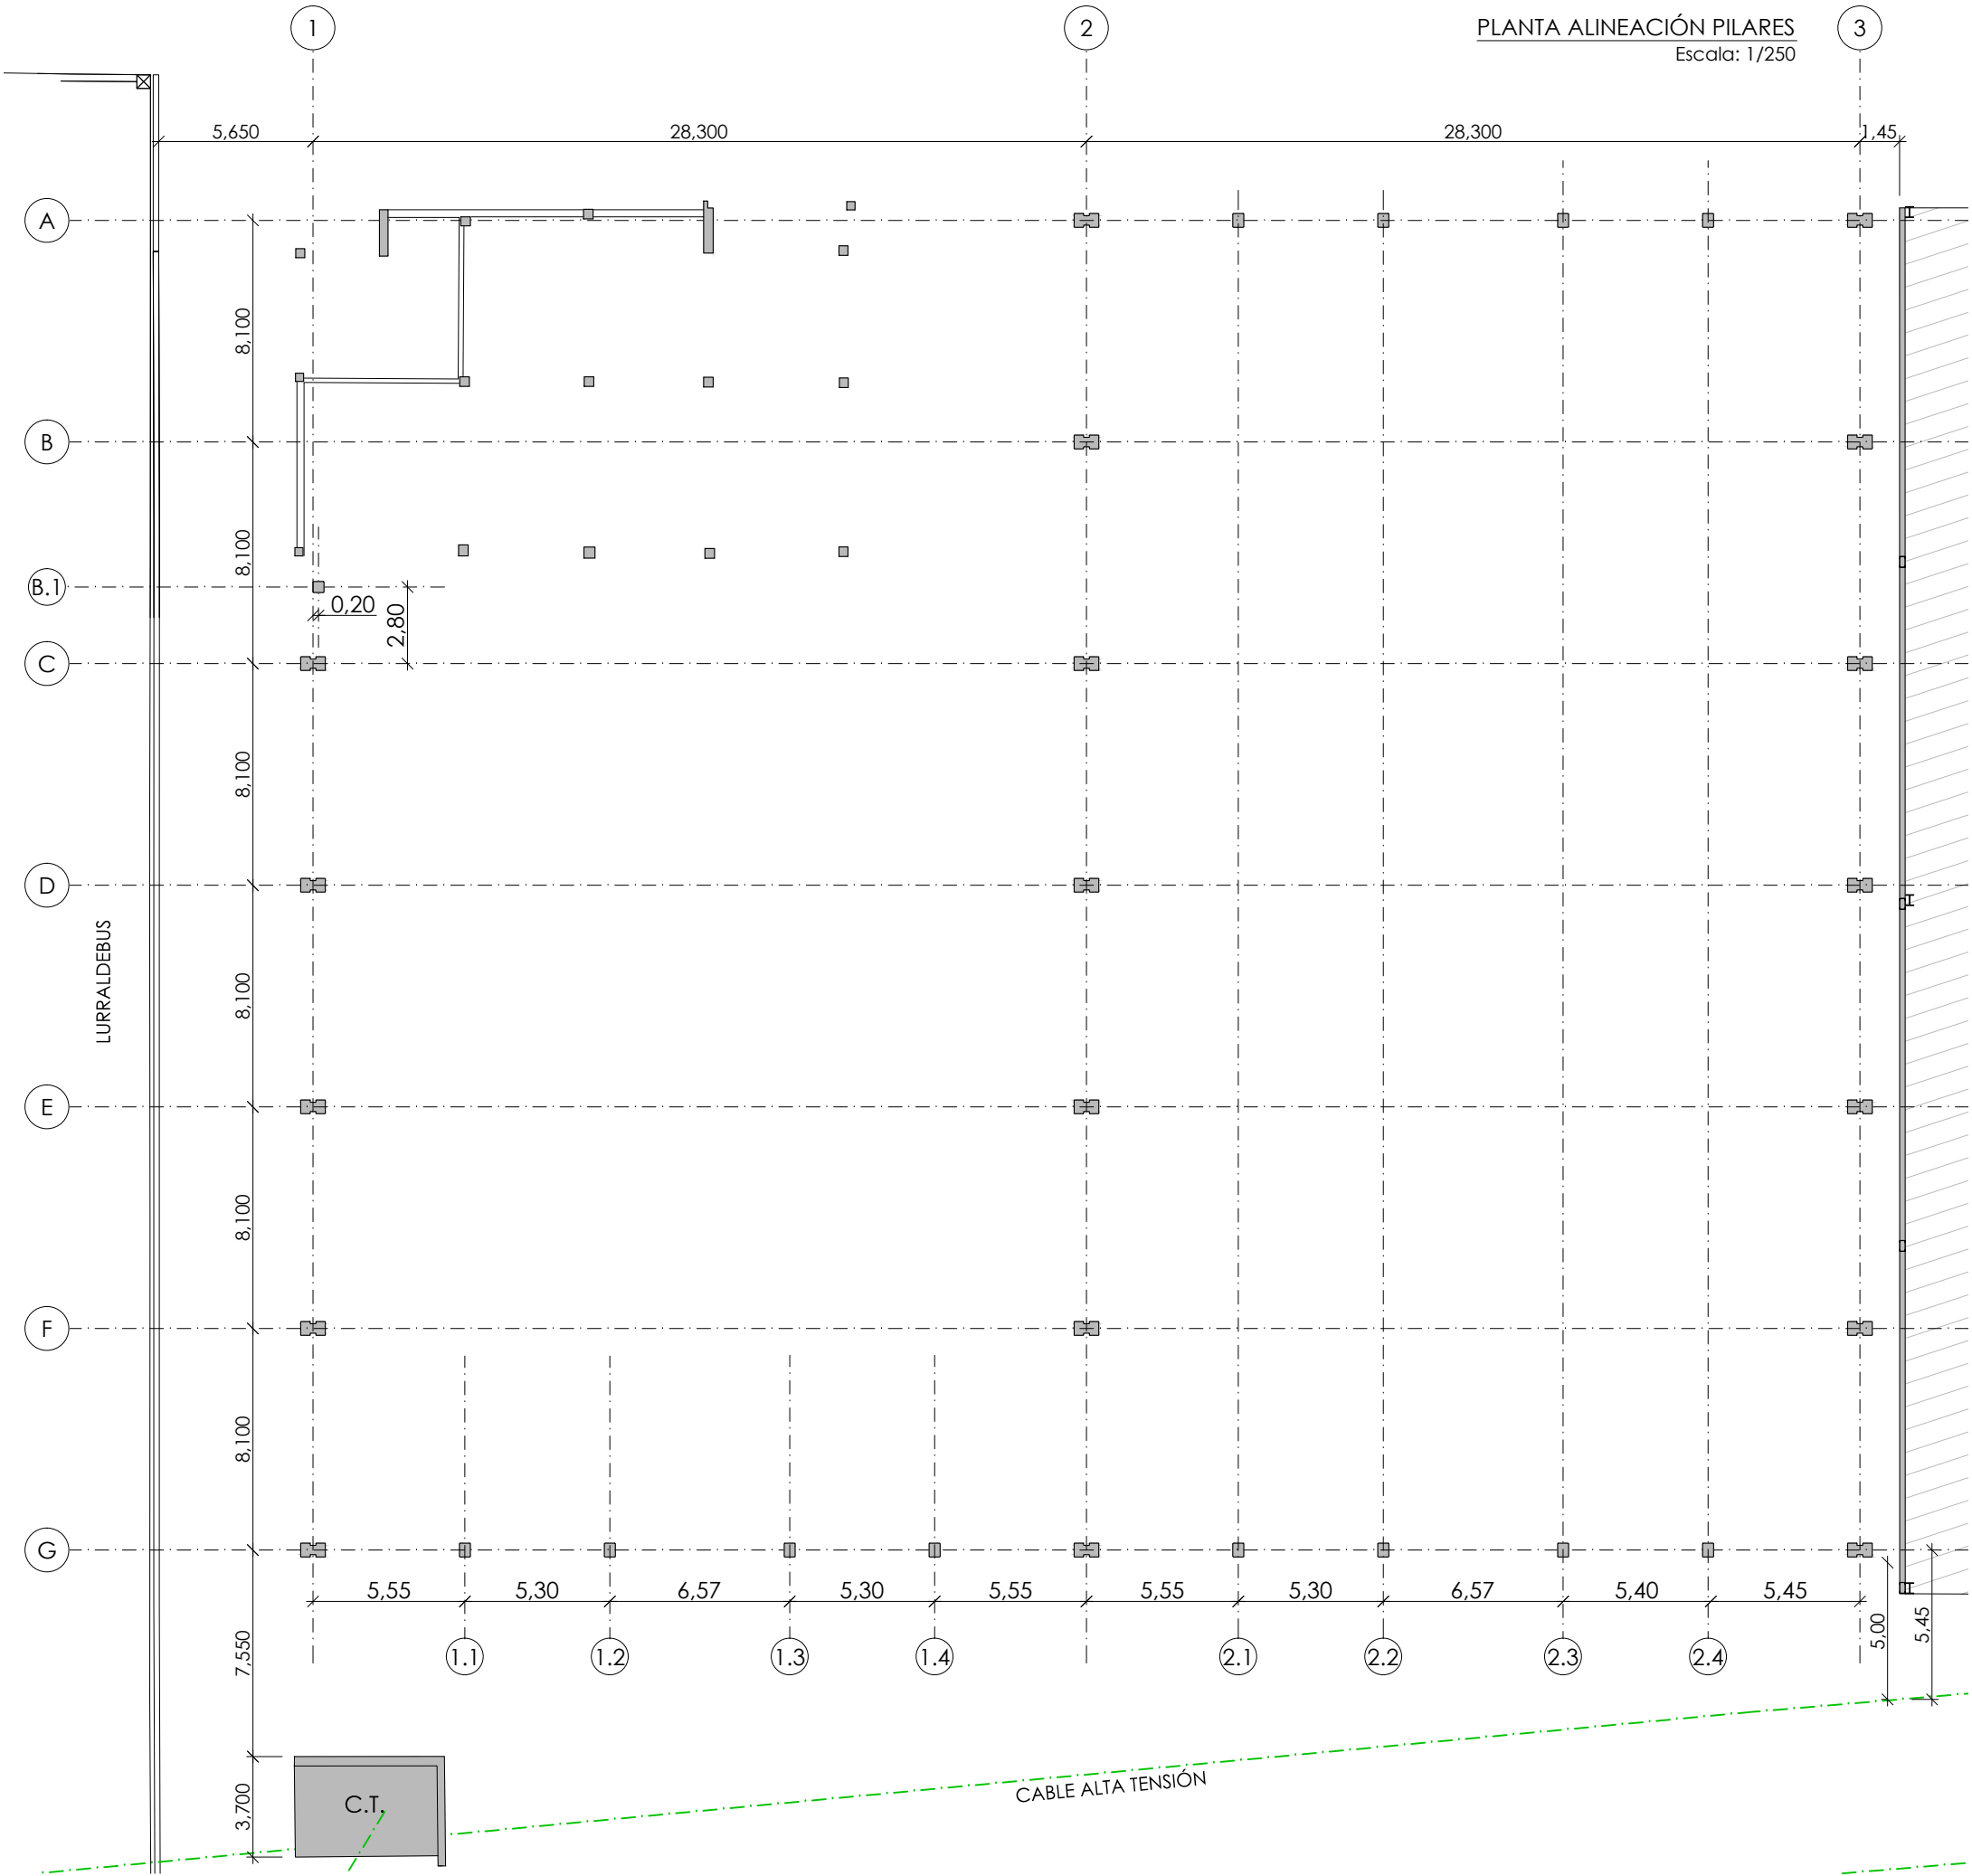 1
2
PLANTA ALINEACIÓN PILARES
3
Escala: 1/250
5,650
28,300
28,300
1,45
A
8,100
B
8,100
B.1
0,20
2,80
C
8,100
D
LURRALDEBUS
8,100
E
8,100
F
8,100
G
5,55
5,30
6,57
5,30
5,55
5,55
5,30
6,57
5,40
5,45
5,00
5,45
7,550
1.1
1.2
1.3
1.4
2.1
2.2
2.3
2.4
CABLE ALTA TENSIÓN
3,700
C.T.